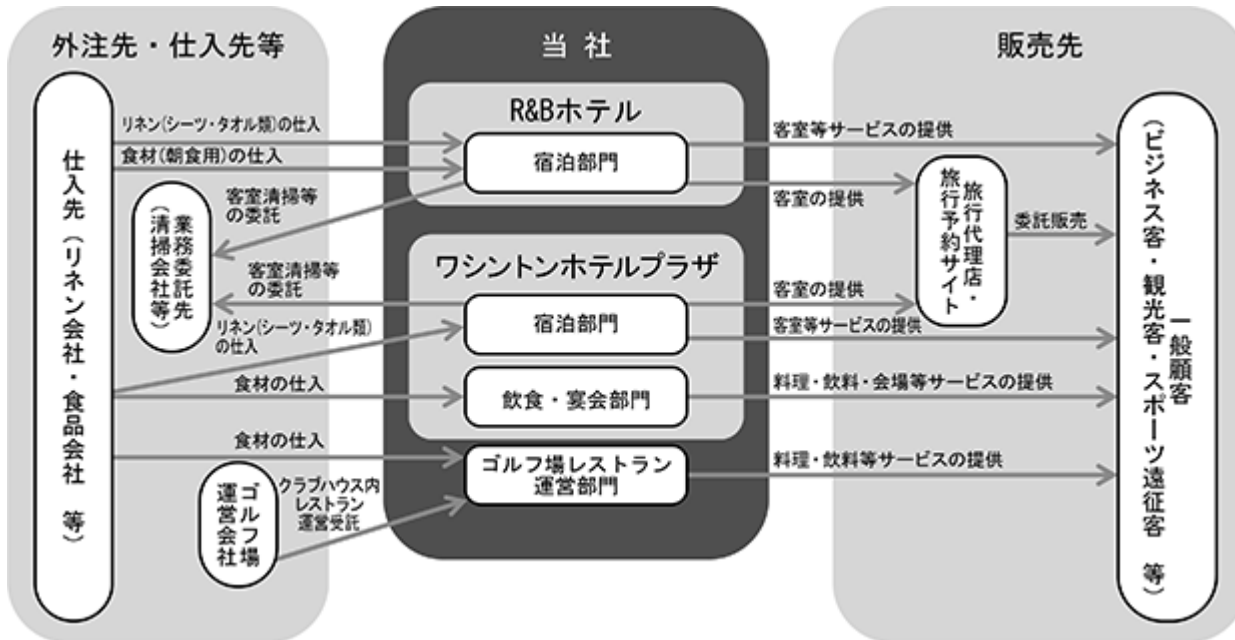 外注先・仕入先等
仕入先（リネン会社・食品会社　等）
リネン(シーツ・タオル類)の仕入
食材(朝食用)の仕入
客室清掃等
の委託
業務委託先
（清掃会社等）
客室清掃等
の委託
リネン(シーツ・タオル類)
の仕入
食材の仕入
食材の仕入
ゴルフ場
運営会社
クラブハウス内
レストラン
運営受託
当 社
R&Bホテル
宿泊部門
ワシントンホテルプラザ
宿泊部門
飲食・宴会部門
ゴルフ場レストラン
運営部門
販売先
客室等サービスの提供
客室の提供
旅行代理店・
旅行予約サイト
委託販売
客室の提供
客室等サービスの提供
料理・飲料・会場等サービスの提供
料理・飲料等サービスの提供
一般顧客
（ビジネス客・観光客・スポーツ遠征客　等）